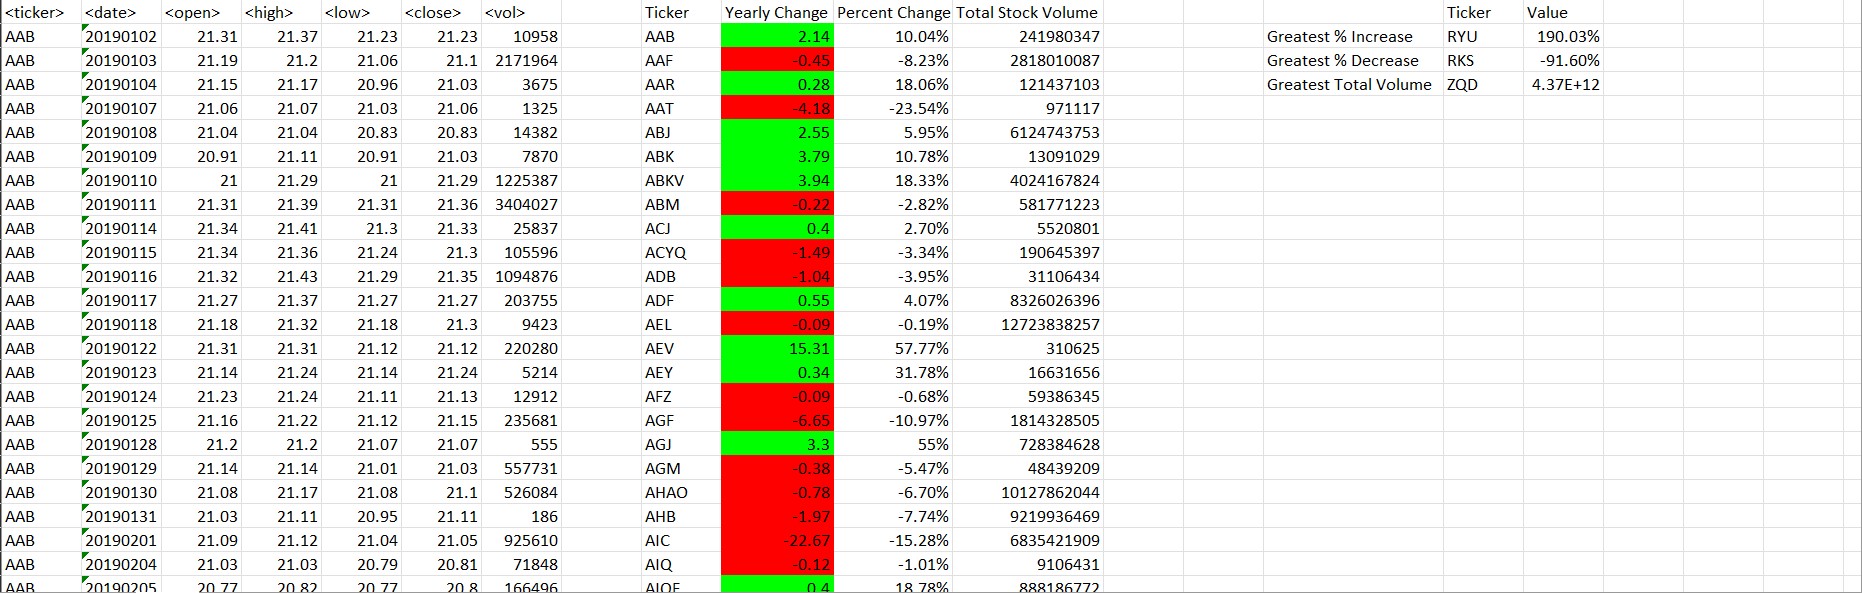 <ticker> <date> <open> <high> <low> <close> <vol> Ticker Yearly Change Percent Change Total Stock Volume Ticker Value
AAB 20190102 21.31 21.37 21.23 21.23 10958 AAB 2.14 10.04% 241980347 Greatest % Increase RYU 190.03%
AAB 20190103 21.19 21.2 21.06 21.1 2171964 AAF -0.45 -8.23% 2818010087 Greatest % Decrease RKS -91.60%
AAB 20190104 21.15 21.17 20.96 21.03 3675 AAR 0.28 18.06% 121437103 Greatest Total Volume ZQD 4.37E+12
AAB 20190107 21.06 21.07 21.03 21.06 1325 AAT -4.18 -23.54% 971117
AAB 20190108 21.04 21.04 20.83 20.83 14382 ABJ 2.55 5.95% 6124743753
AAB 20190109 20.91 21.11 20.91 21.03 7870 ABK 3.79 10.78% 13091029
AAB 20190110 21 21.29 21 21.29 1225387 ABKV 3.94 18.33% 4024167824
AAB 20190111 21.31 21.39 21.31 21.36 3404027 ABM -0.22 -2.82% 581771223
AAB 20190114 21.34 21.41 21.3 21.33 25837 ACJ 0.4 2.70% 5520801
AAB 20190115 21.34 21.36 21.24 21.3 105596 ACYQ -1.49 -3.34% 190645397
AAB 20190116 21.32 21.43 21.29 21.35 1094876 ADB -1.04 -3.95% 31106434
AAB 20190117 21.27 21.37 21.27 21.27 203755 ADF 0.55 4.07% 8326026396
AAB 20190118 21.18 21.32 21.18 21.3 9423 AEL -0.09 -0.19% 12723838257
AAB 20190122 21.31 21.31 21.12 21.12 220280 AEV 15.31 57.77% 310625
AAB 20190123 21.14 21.24 21.14 21.24 5214 AEY 0.34 31.78% 16631656
AAB 20190124 21.23 21.24 21.11 21.13 12912 AFZ -0.09 -0.68% 59386345
AAB 20190125 21.16 21.22 21.12 21.15 235681 AGF -6.65 -10.97% 1814328505
AAB 20190128 21.2 21.2 21.07 21.07 555 AGJ 3.3 55% 728384628
AAB 20190129 21.14 21.14 21.01 21.03 557731 AGM -0.38 -5.47% 48439209
AAB 20190130 21.08 21.17 21.08 21.1 526084 AHAO -0.78 -6.70% 10127862044
AAB 20190131 21.03 21.11 20.95 21.11 186 AHB -1.97 -7.74% 9219936469
AAB 20190201 21.09 21.12 21.04 21.05 925610 AIC -22.67 -15.28% 6835421909
AAB 20190204 21.03 21.03 20.79 20.81 71848 AIQ -0.12 -1.01% 9106431
AAB 20190205 20.77 20.82 20.77 20.8 166496 0.4 18.78% 888186772